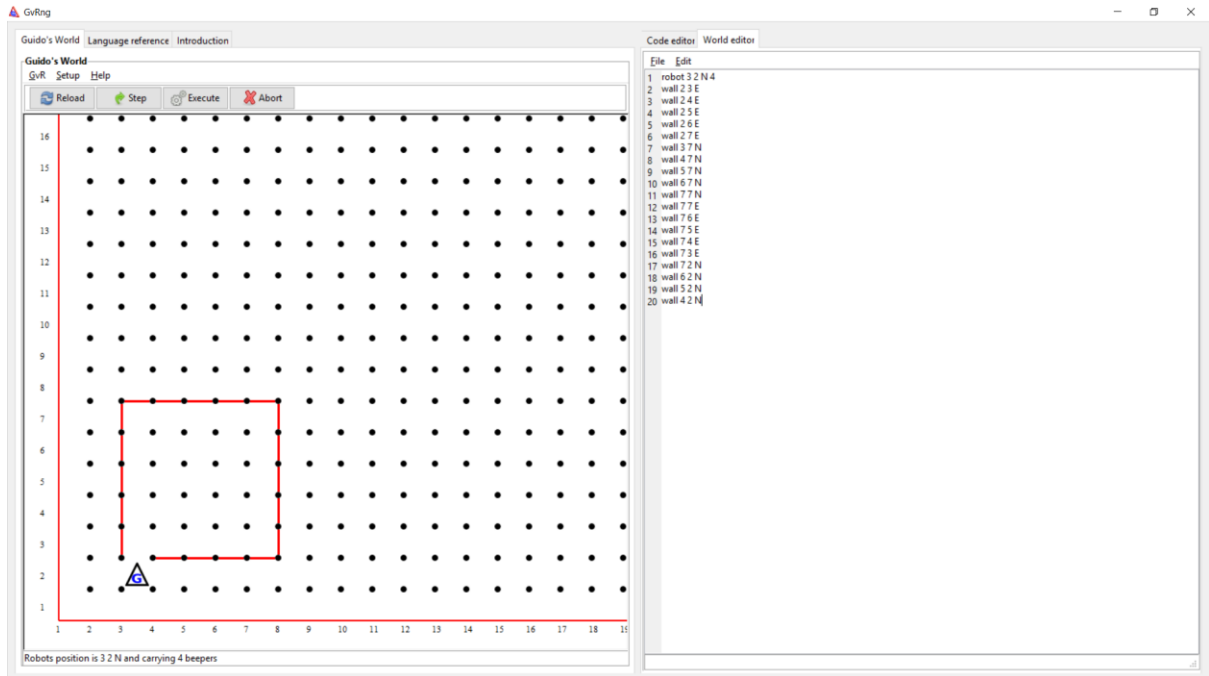 GvRng
Guido's World Language reference Introduction
Guido's World
GvR Setup Help
Reload Step Execute Abort
16
15
14
13
12
11
10
9
8
7
6
5
4
3
2
1
G
1 2 3 4 5 6 7 8 9 10 11 12 13 14 15 16 17 18 19
Robots position is 3 2 N and carrying 4 beepers
Code editor World editor
File Edit
1 robot 3 2 N 4
2 wall 2 3 E
3 wall 2 4 E
4 wall 2 5 E
5 wall 2 6 E
6 wall 2 7 E
7 wall 3 7 N
8 wall 4 7 N
9 wall 5 7 N
10 wall 6 7 N
11 wall 7 7 N
12 wall 7 7 E
13 wall 7 6 E
14 wall 7 5 E
15 wall 7 4 E
16 wall 7 3 E
17 wall 7 2 N
18 wall 6 2 N
19 wall 5 2 N
20 wall 4 2 N